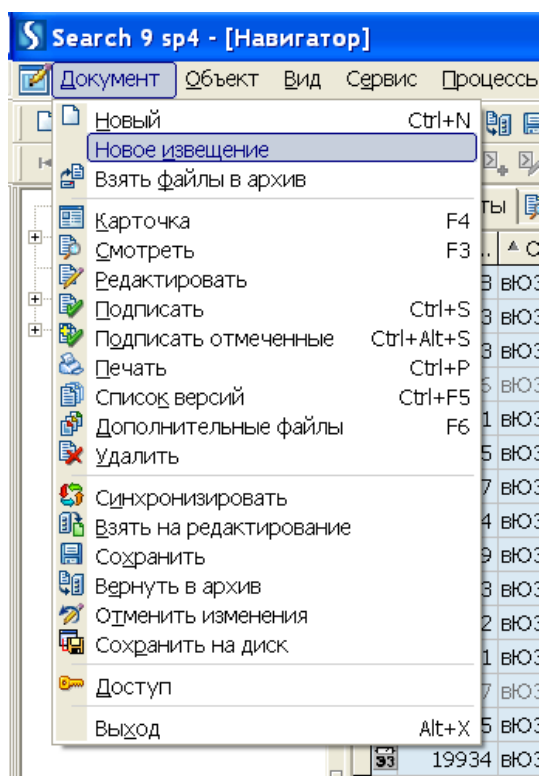 Search 9 sp4 - [Навигатор]
Документ Объект Вид Сервис
Новый Ctrl+N
Новое извещение
Взять файлы в архив
Карточка F4
Смотреть F3
Редактировать
Подписать Ctrl+S
Подписать отмеченные Ctrl+Alt+S
Печать Ctrl+P
Список версий Ctrl+F5
Дополнительные файлы F6
Удалить
Синхронизировать
Взять на редактирование
Сохранить
Вернуть в архив
Отменить изменения
Сохранить на диск
Доступ
Выход Alt+X
19934